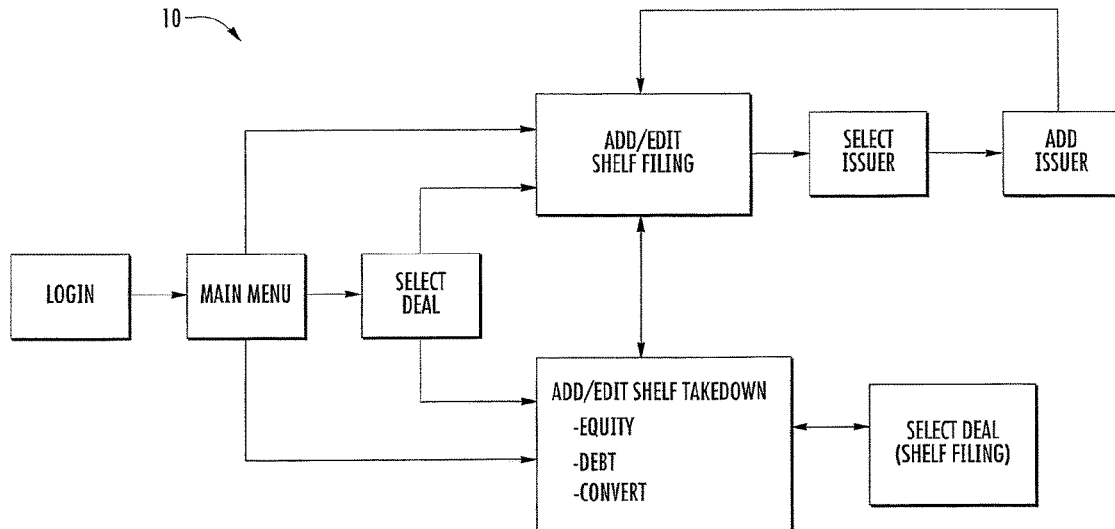 10
ADD/EDIT
SHELF FILING
SELECT
ISSUER
ADD
ISSUER
LOGIN
MAIN MENU
SELECT
DEAL
ADD/EDIT SHELF TAKEDOWN
-EQUITY
-DEBT
-CONVERT
SELECT DEAL
(SHELF FILING)